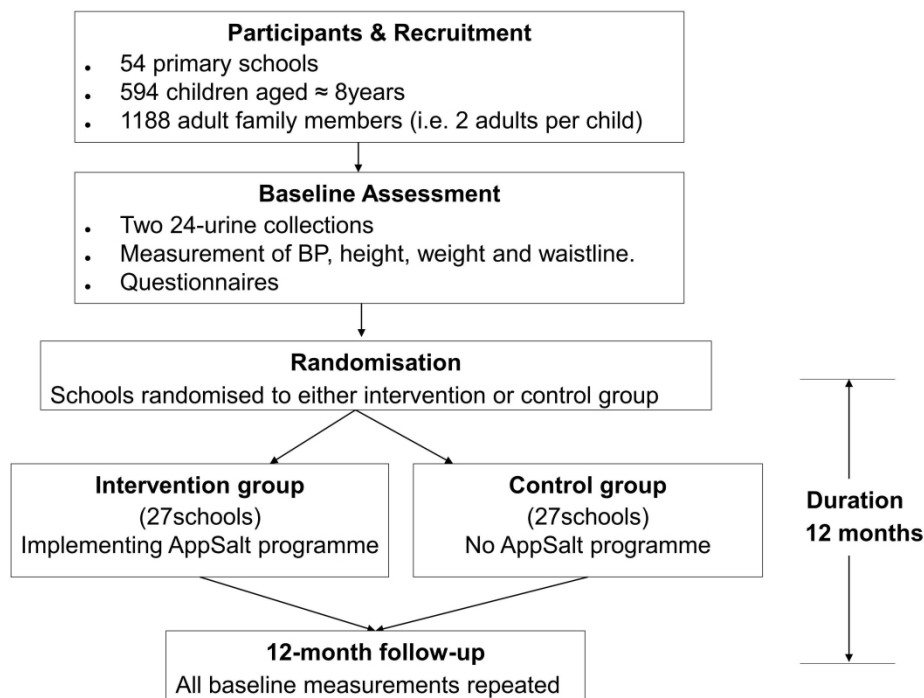 Participants & Recruitment
• 54 primary schools
• 594 children aged ≈ 8years
• 1188 adult family members (i.e. 2 adults per child)
Baseline Assessment
• Two 24-urine collections
• Measurement of BP, height, weight and waistline.
• Questionnaires
Randomisation
Schools randomised to either intervention or control group
Intervention group
(27schools)
Implementing AppSalt programme
Control group
(27schools)
No AppSalt programme
Duration
12 months
12-month follow-up
All baseline measurements repeated